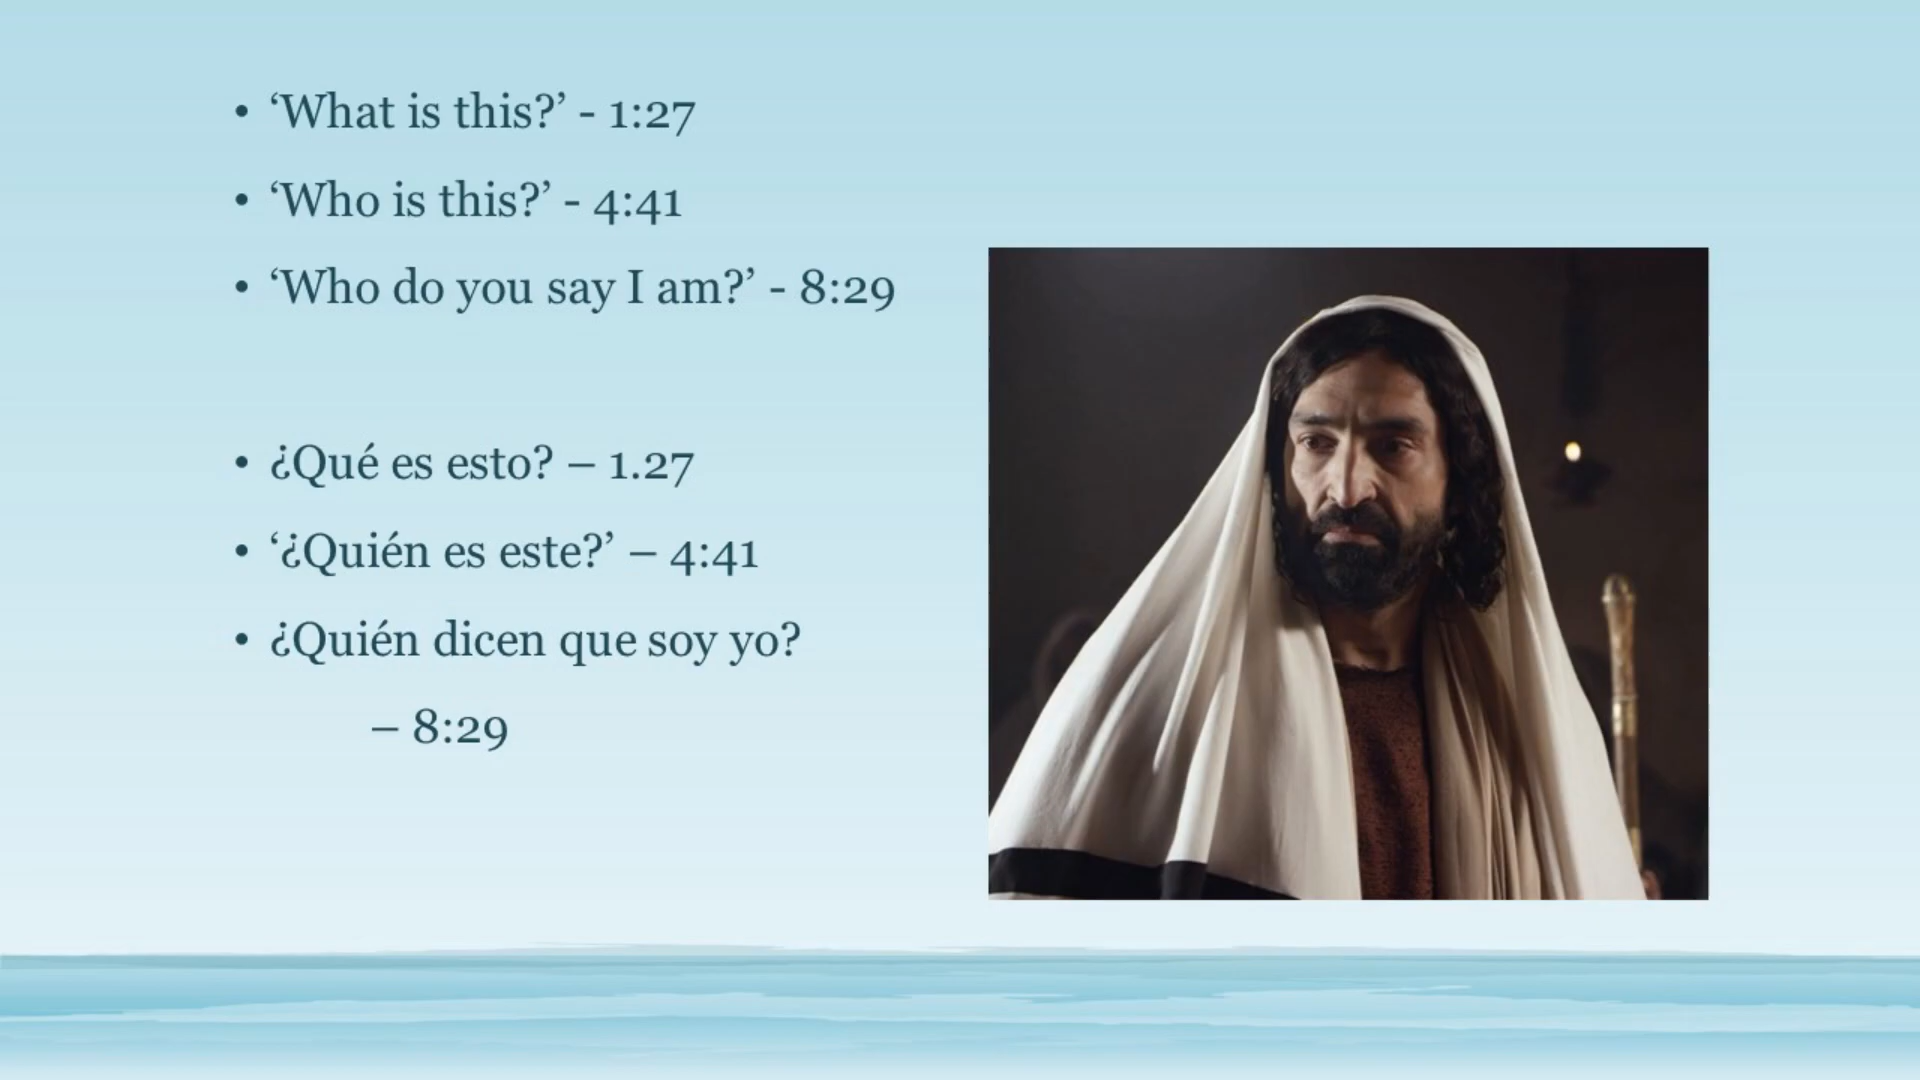 • ‘What is this?’ - 1:27
• ‘Who is this?’ - 4:41
• ‘Who do you say I am?’ - 8:29
• ¿Qué es esto? – 1.27
• ‘¿Quién es este?’ – 4:41
• ¿Quién dicen que soy yo?
– 8:29